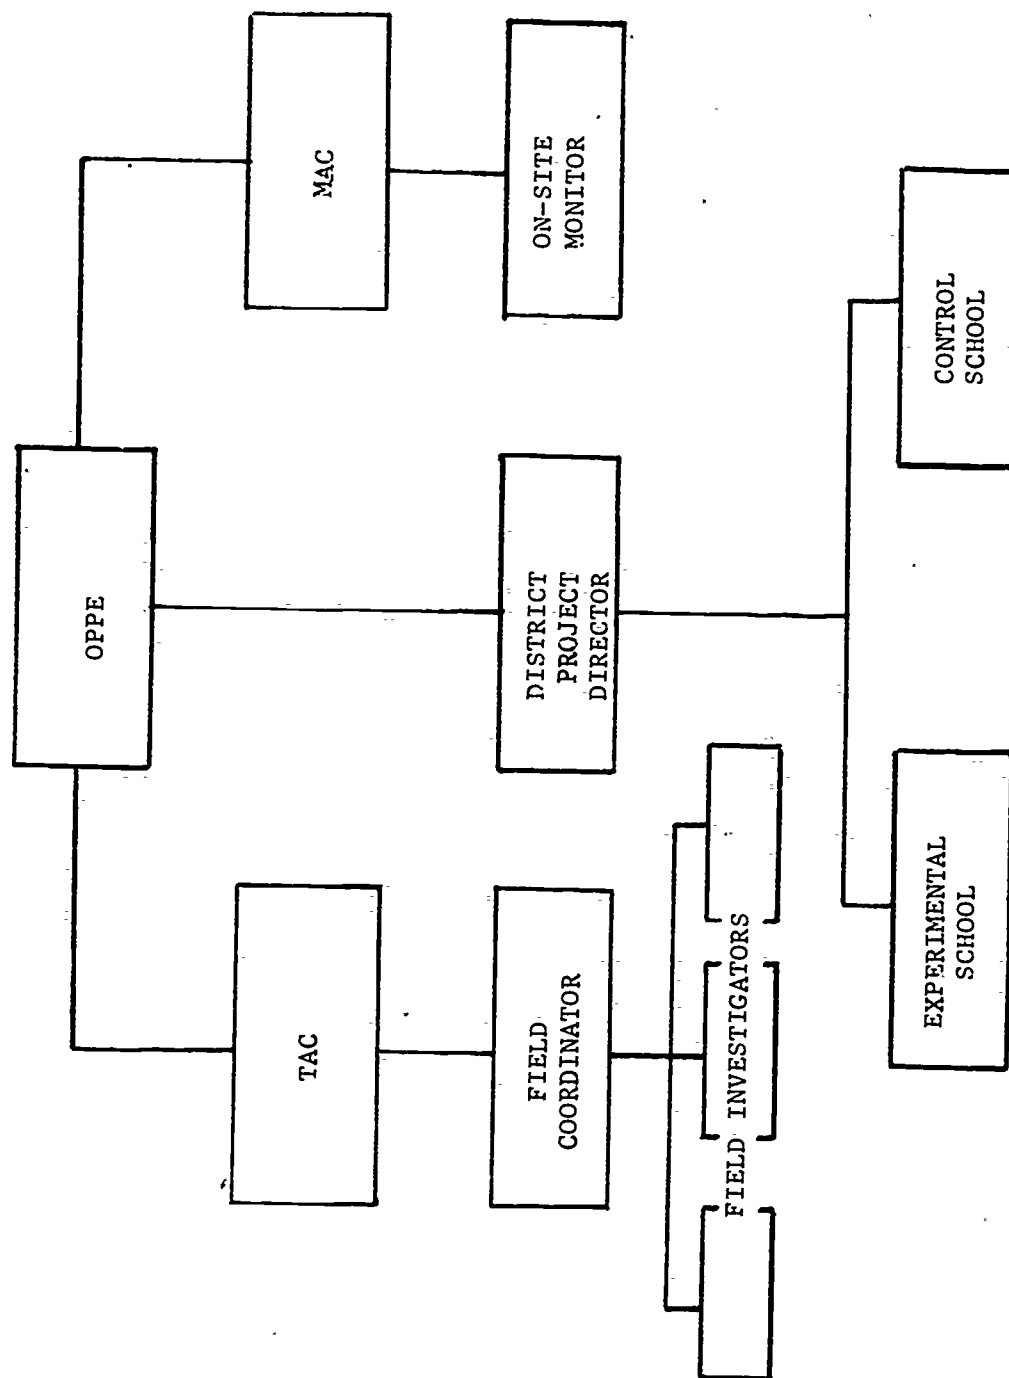 OPPE
TAC
MAC
FIELD
COORDINATOR
DISTRICT
PROJECT
DIRECTOR
ON-SITE
MONITOR
FIELD INVESTIGATORS
EXPERIMENTAL
SCHOOL
CONTROL
SCHOOL